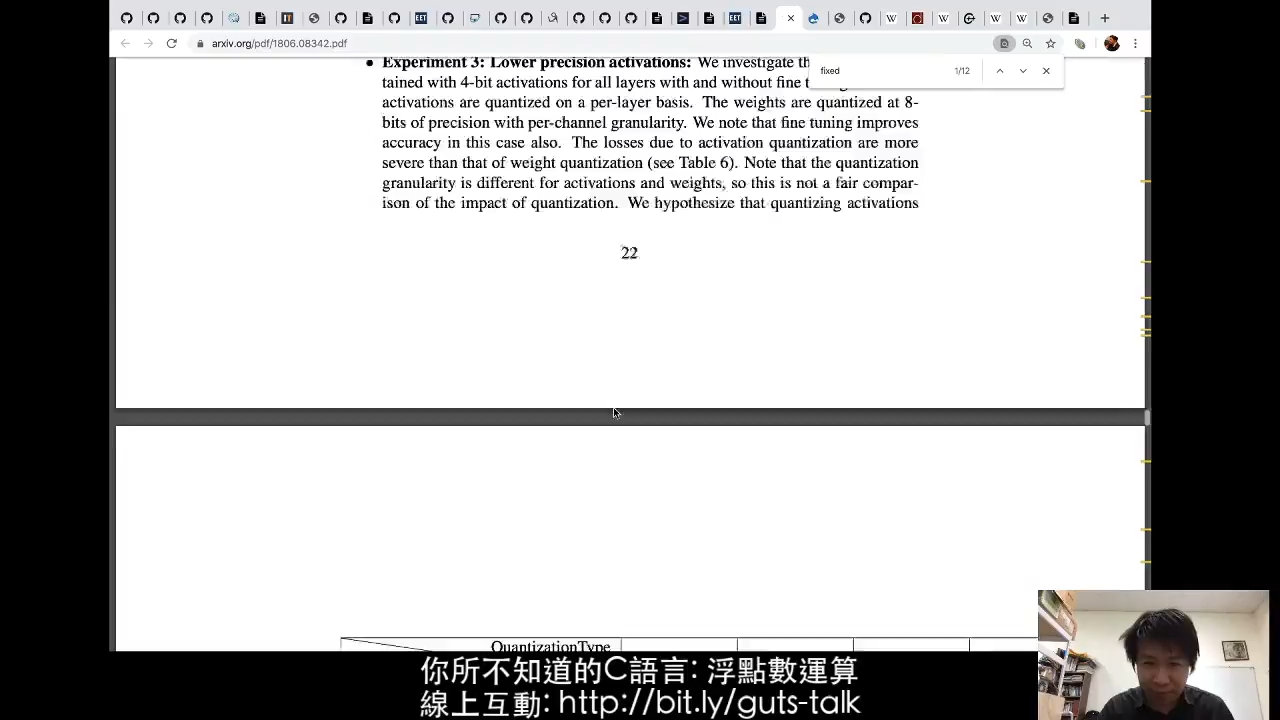 arxiv.org/pdf/1806.08342.pdf
fixed
1/12
• Experiment 3: Lower precision activations: We investigate th
tained with 4-bit activations for all layers with and without fine t
activations are quantized on a per-layer basis. The weights are quantized at 8-
bits of precision with per-channel granularity. We note that fine tuning improves
accuracy in this case also. The losses due to activation quantization are more
severe than that of weight quantization (see Table 6). Note that the quantization
granularity is different for activations and weights, so this is not a fair compar-
ison of the impact of quantization. We hypothesize that quantizing activations
22
QuantizationType
你所不知道的C語言: 浮點數運算
線上互動: http://bit.ly/guts-talk